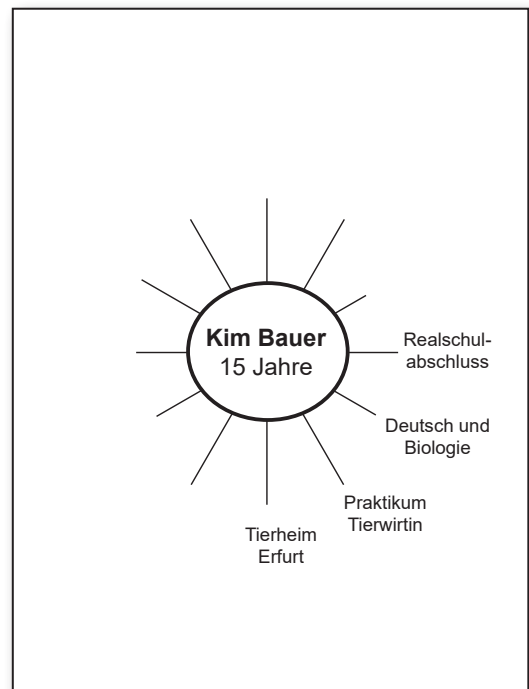 Kim Bauer
15 Jahre
Realschul-
abschluss
Deutsch und
Biologie
Praktikum
Tierwirtin
Tierheim
Erfurt